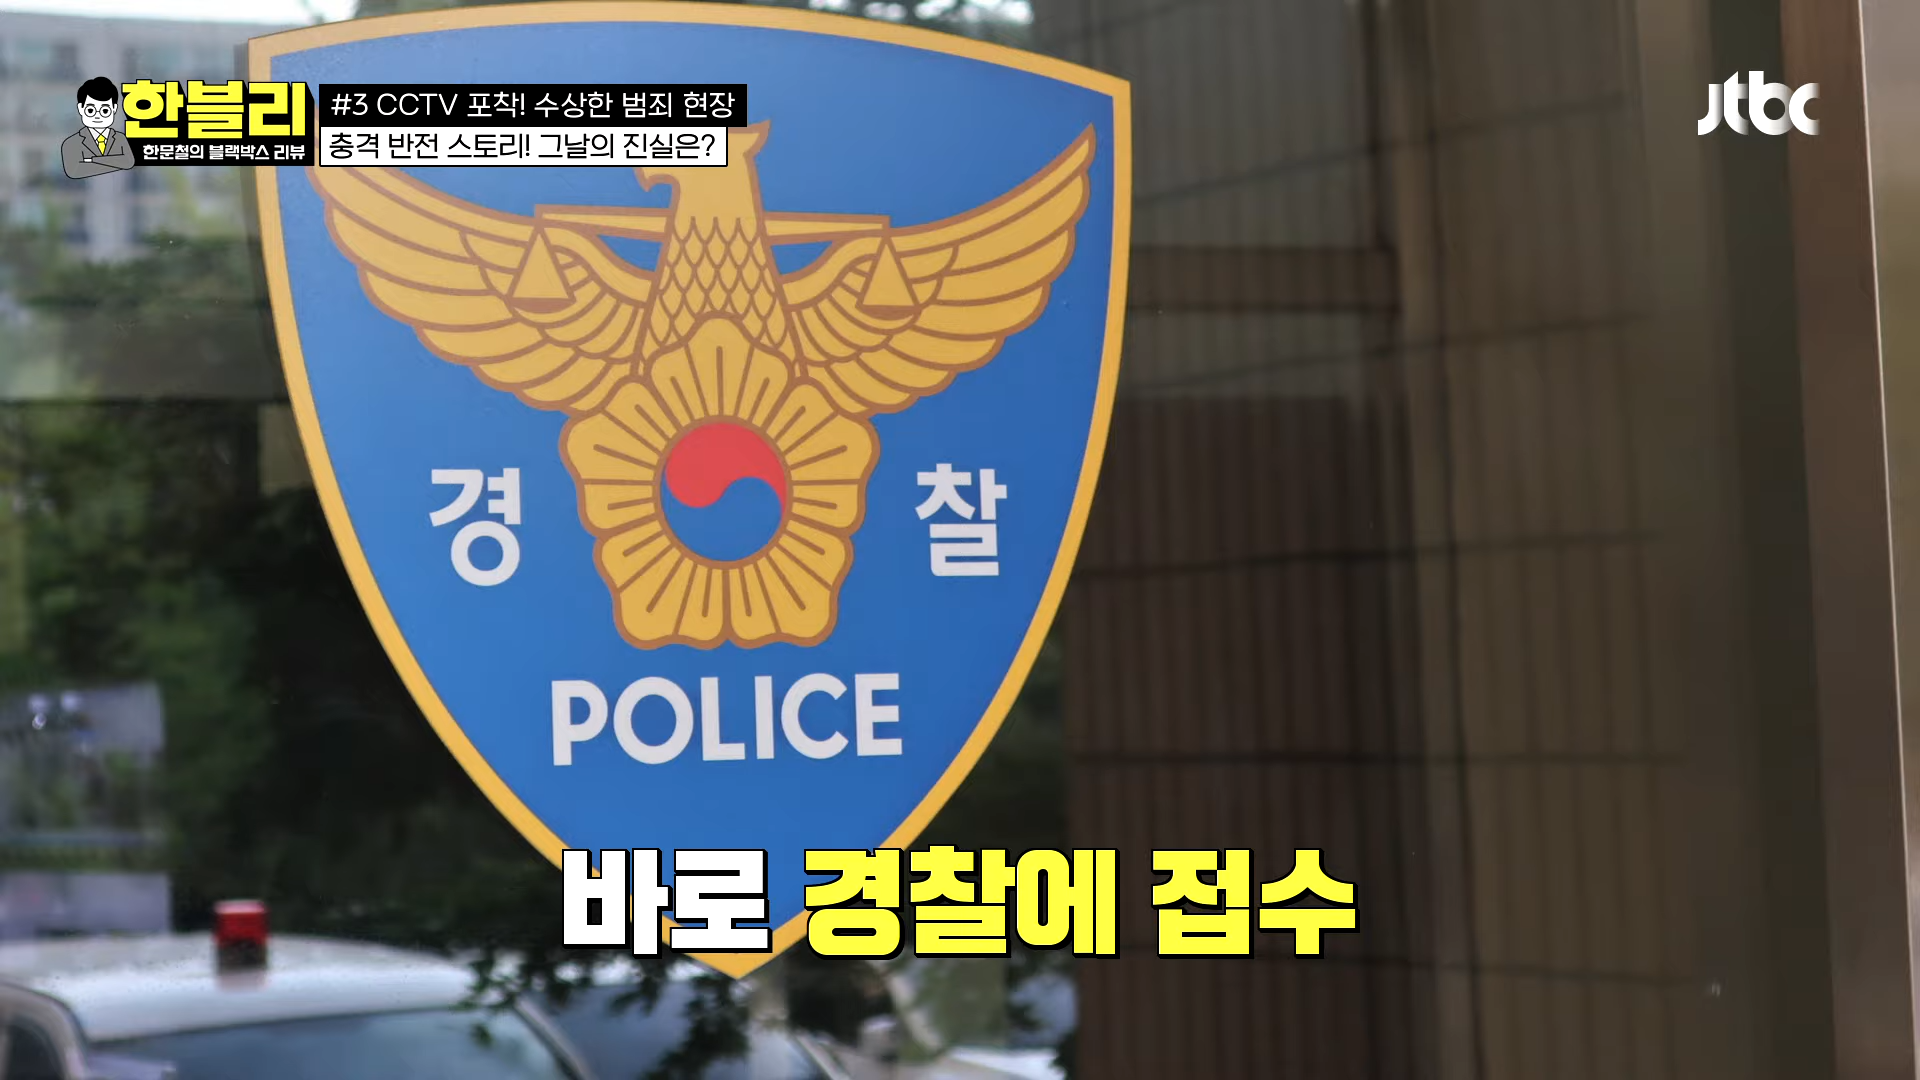 한블리
한문철의 블랙박스 리뷰
#3 CCTV 포착! 수상한 범죄 현장
충격 반전 스토리! 그날의 진실은?
jtbc
경 찰
POLICE
바로 경찰에 접수